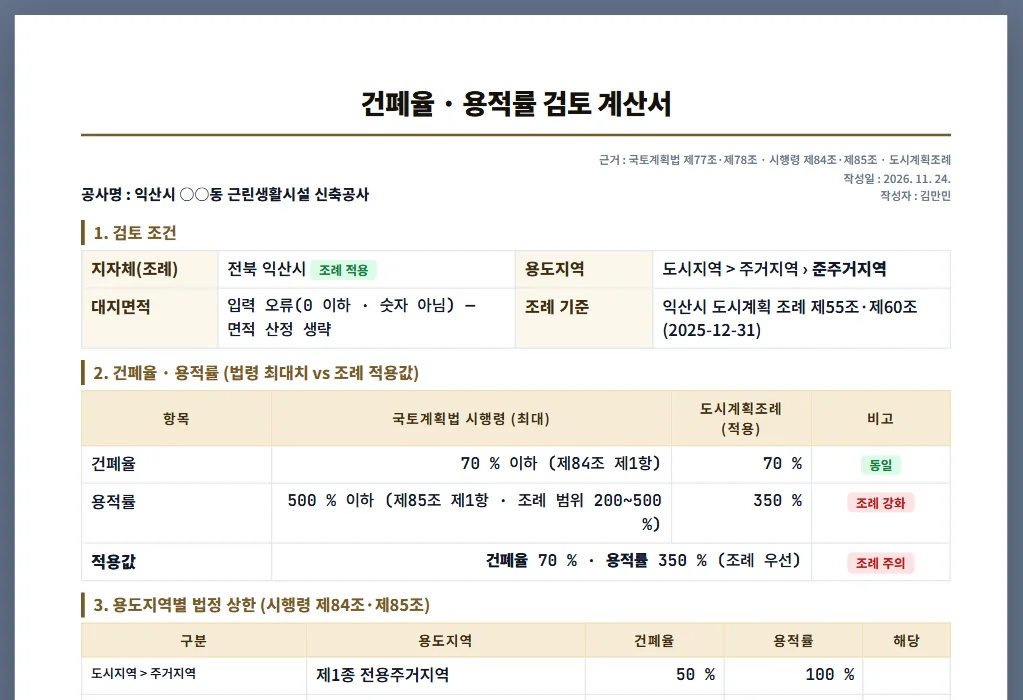 건폐율 · 용적률 검토 계산서
근거 : 국토계획법 제77조·제78조 · 시행령 제84조·제85조 · 도시계획조례
작성일 : 2026. 11. 24.
공사명 : 익산시 ○○동 근린생활시설 신축공사
작성자 : 김만민
1. 검토 조건
지자체(조례) 전북 익산시 조례 적용 용도지역 도시지역 > 주거지역 › 준주거지역
대지면적 입력 오류(0 이하 · 숫자 아님) — 조례 기준 익산시 도시계획 조례 제55조·제60조
면적 산정 생략 (2025-12-31)
2. 건폐율 · 용적률 (법령 최대치 vs 조례 적용값)
항목 국토계획법 시행령 (최대) 도시계획조례 비고
(적용)
건폐율 70 % 이하 (제84조 제1항) 70 % 동일
용적률 500 % 이하 (제85조 제1항 · 조례 범위 200~500 350 % 조례 강화
%)
적용값 건폐율 70 % · 용적률 350 % (조례 우선) 조례 주의
3. 용도지역별 법정 상한 (시행령 제84조·제85조)
구분 용도지역 건폐율 용적률 해당
도시지역 > 주거지역 제1종 전용주거지역 50 % 100 %